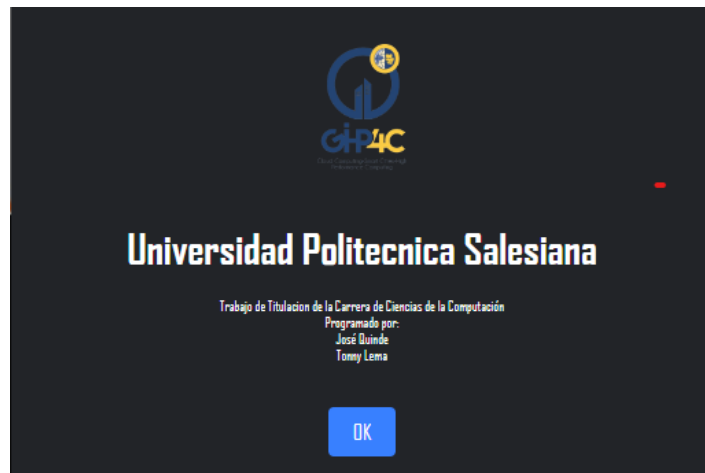 GIHP4C
Universidad Politecnica Salesiana
Trabajo de Titulacion de la Carrera de Ciencias de la Computación
Programado por:
José Quinde
Tonny Lema
OK